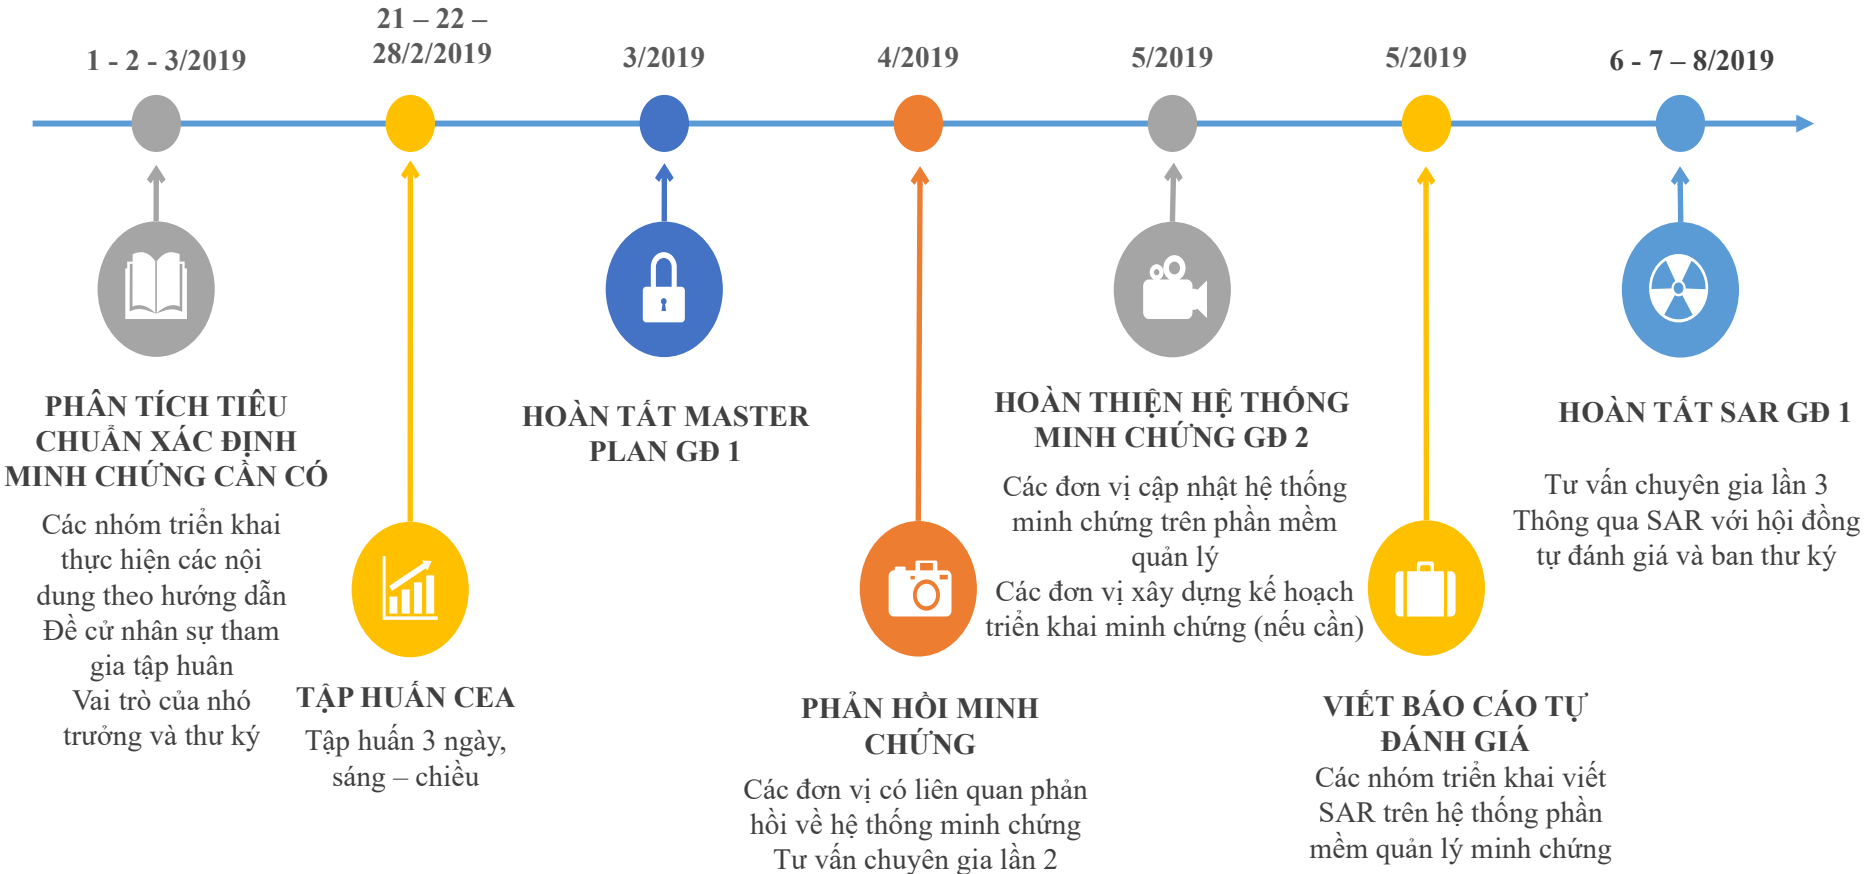 1 - 2 - 3/2019
21 – 22 –
28/2/2019
3/2019
4/2019
5/2019
5/2019
6 - 7 – 8/2019
PHÂN TÍCH TIÊU
CHUẨN XÁC ĐỊNH
MINH CHỨNG CẦN CÓ
Các nhóm triển khai
thực hiện các nội
dung theo hướng dẫn
Đề cử nhân sự tham
gia tập huân
Vai trò của nhó
trưởng và thư ký
TẬP HUẤN CEA
Tập huấn 3 ngày,
sáng – chiều
HOÀN TẤT MASTER
PLAN GĐ 1
PHẢN HỒI MINH
CHỨNG
Các đơn vị có liên quan phản
hồi về hệ thống minh chứng
Tư vấn chuyên gia lần 2
HOÀN THIỆN HỆ THỐNG
MINH CHỨNG GĐ 2
Các đơn vị cập nhật hệ thống
minh chứng trên phần mềm
quản lý
Các đơn vị xây dựng kế hoạch
triển khai minh chứng (nếu cần)
VIẾT BÁO CÁO TỰ
ĐÁNH GIÁ
Các nhóm triển khai viết
SAR trên hệ thống phần
mềm quản lý minh chứng
HOÀN TẤT SAR GĐ 1
Tư vấn chuyên gia lần 3
Thông qua SAR với hội đồng
tự đánh giá và ban thư ký